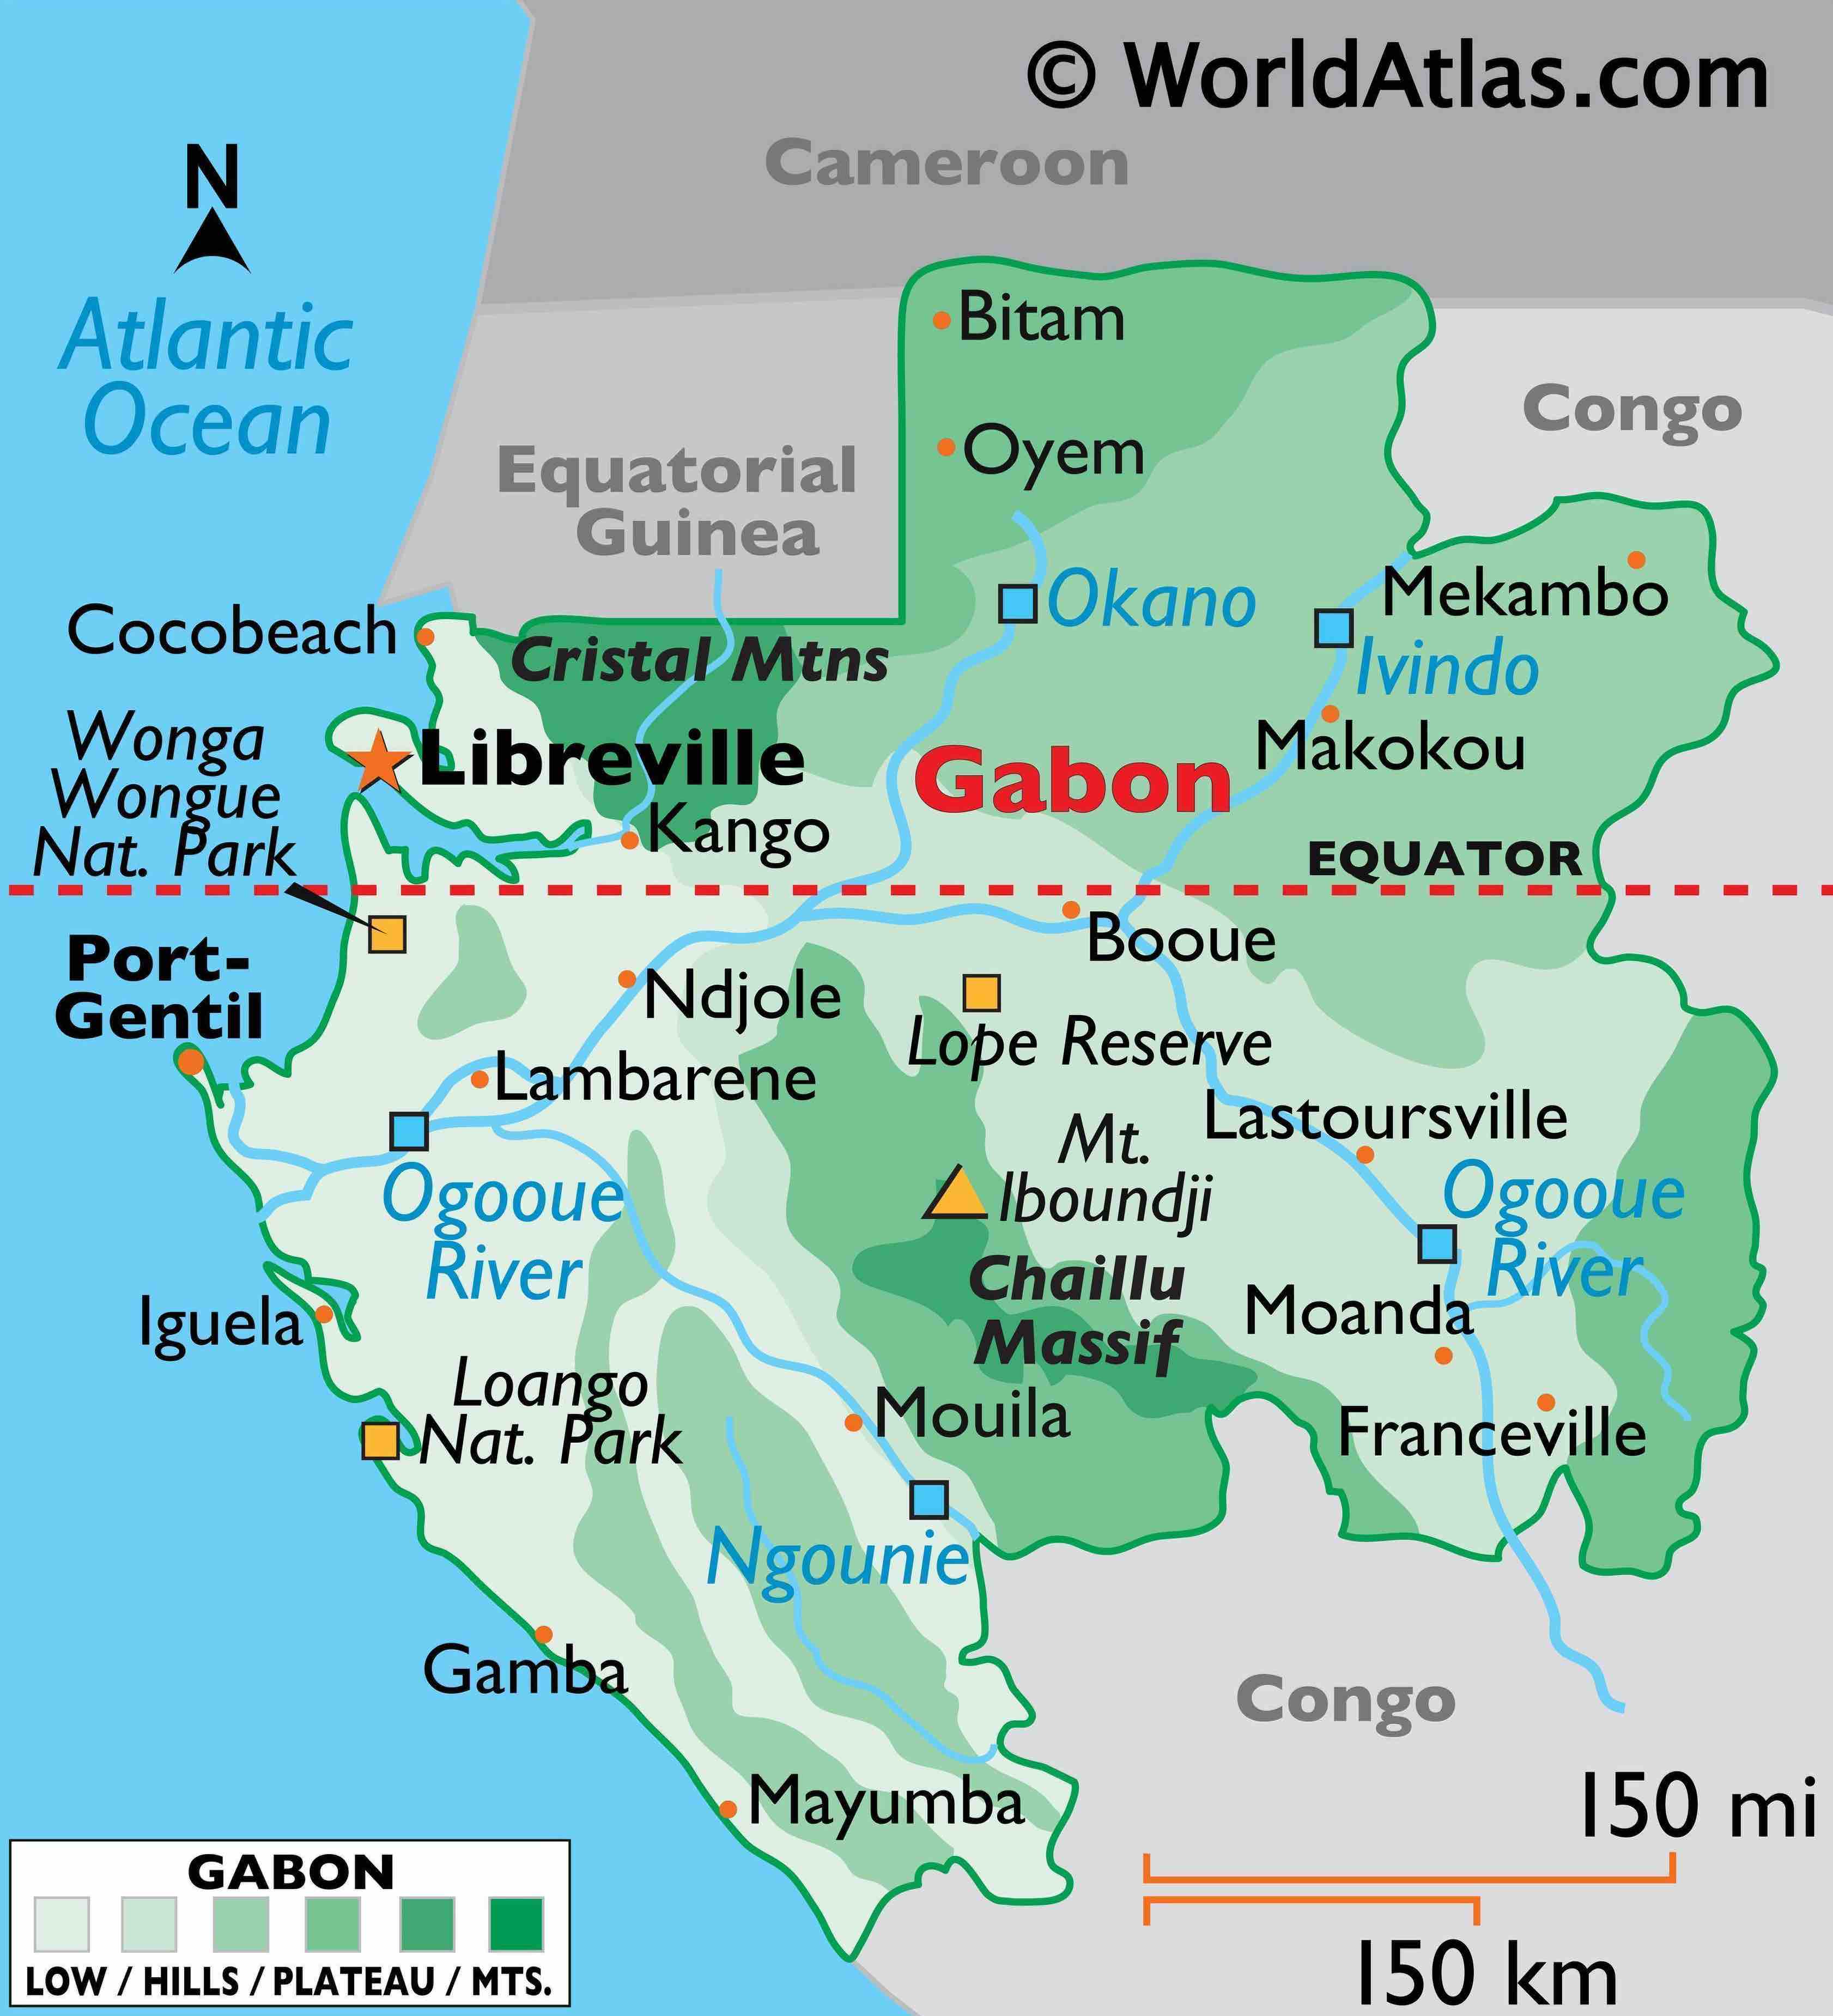 © WorldAtlas.com
Cameroon
N
Atlantic
Ocean
Bitam
Congo
Equatorial
Guinea
Oyem
Okano
Mekambo
Cocobeach
Cristal Mtns
Ivindo
Wonga
Wongue
Nat. Park
Libreville
Gabon
Makokou
Kango
EQUATOR
Port-
Gentil
Booue
Ndjole
Lope Reserve
Lambarene
Lastoursville
Mt.
Iboundji
Ogooue
River
Ogooue
River
Chaillu
Massif
Moanda
Iguela
Loango
Nat. Park
Mouila
Franceville
Ngounie
Gamba
Congo
Mayumba
150 mi
150 km
GABON
LOW / HILLS / PLATEAU / MTS.